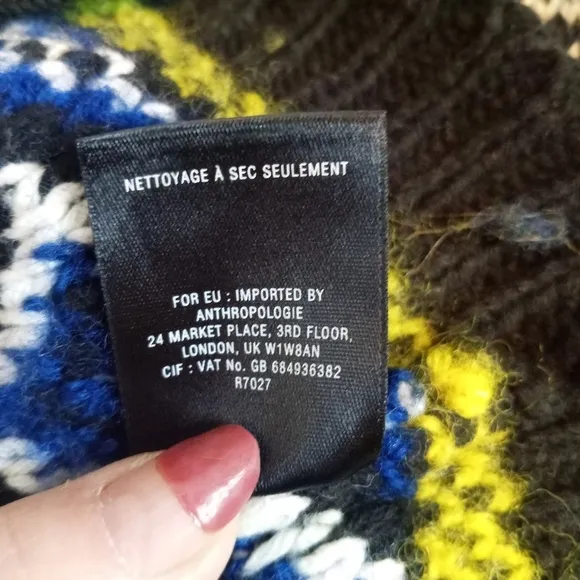 NETTOYAGE À SEC SEULEMENT
FOR EU : IMPORTED BY
ANTHROPOLOGIE
24 MARKET PLACE, 3RD FLOOR,
LONDON, UK W1W8AN
CIF : VAT No. GB 684936382
R7027